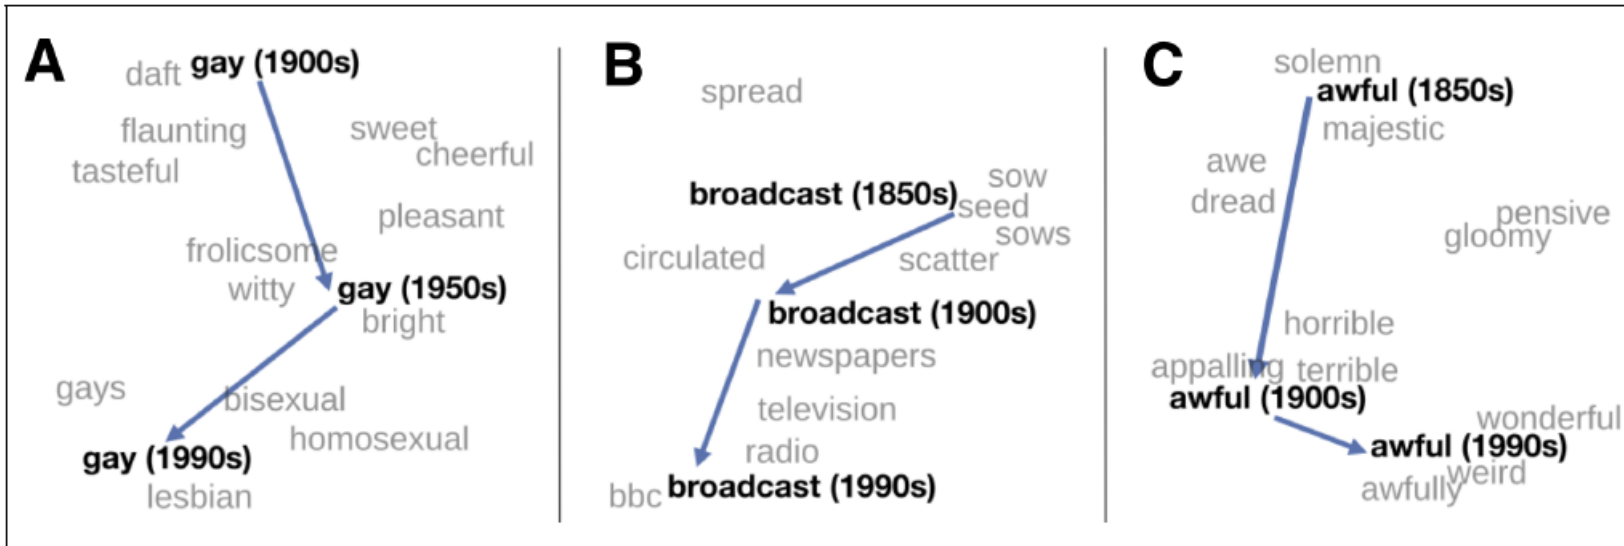 A
daft gay (1900s)
flaunting
sweet
cheerful
tasteful
pleasant
frolicsome
witty
gay (1950s)
bright
gays
bisexual
homosexual
gay (1990s)
lesbian
B
spread
sow
broadcast (1850s)
seed
sows
circulated
scatter
broadcast (1900s)
newspapers
television
radio
bbc broadcast (1990s)
C
solemn
awful (1850s)
majestic
awe
dread
pensive
gloomy
horrible
appalling terrible
awful (1900s)
wonderful
awful (1990s)
weird
awfully